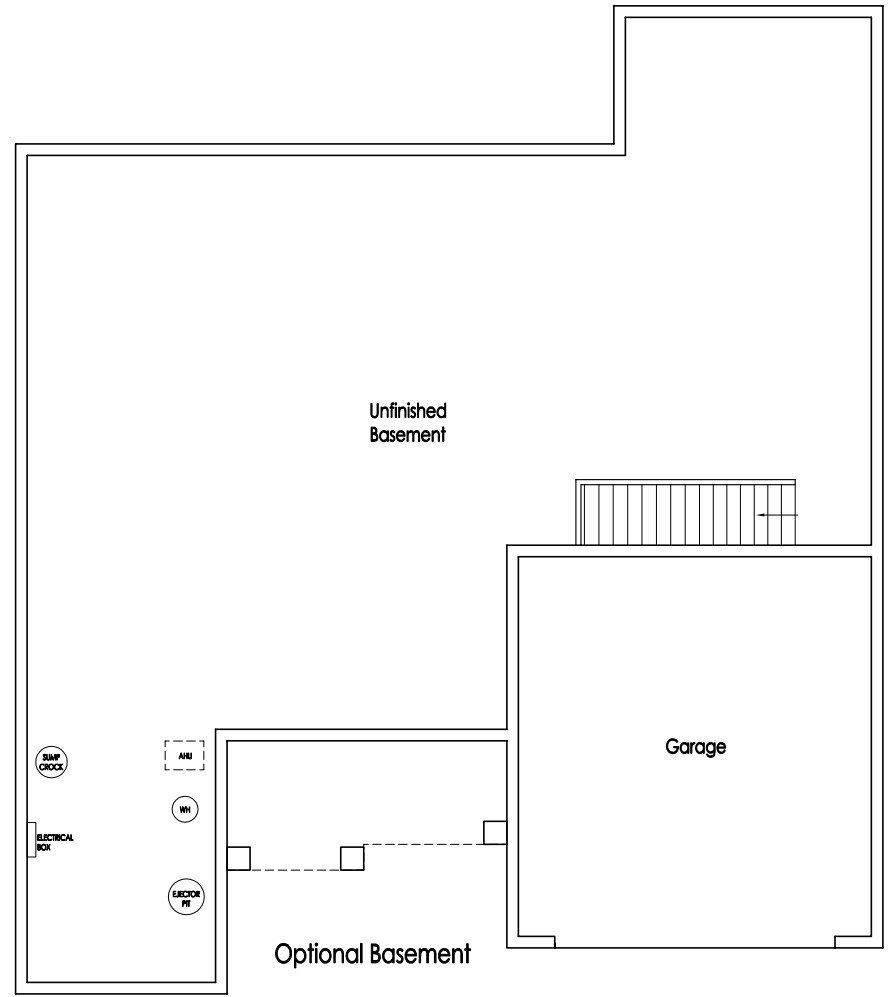 Unfinished
Basement
Garage
SUMP
CROCK
AHU
WH
ELECTRICAL
BOX
EJECTOR
PIT
Optional Basement